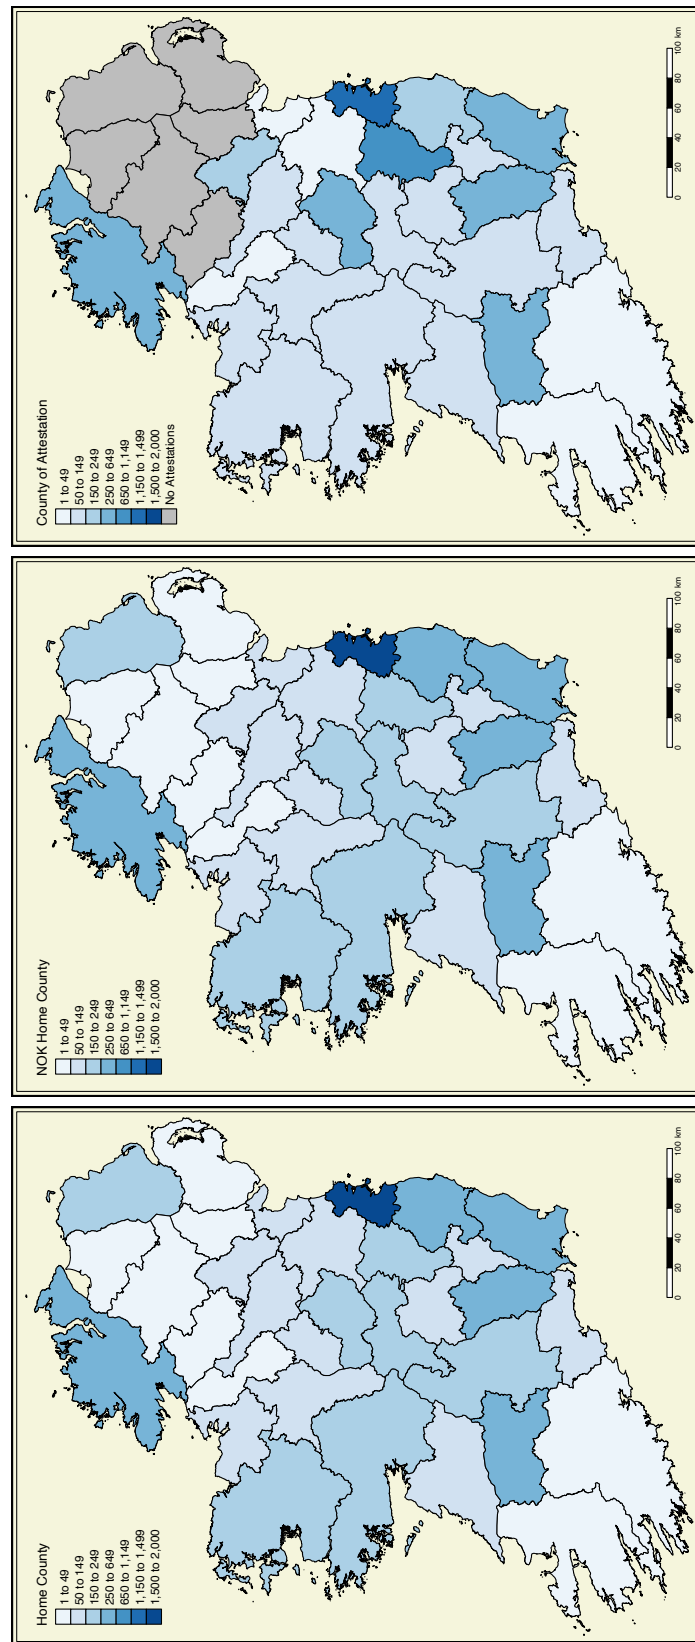 Home County
1 to 49
50 to 149
150 to 249
250 to 649
650 to 1,149
1,150 to 1,499
1,500 to 2,000
0 20 40 60 80 100 km
NOK Home County
1 to 49
50 to 149
150 to 249
250 to 649
650 to 1,149
1,150 to 1,499
1,500 to 2,000
0 20 40 60 80 100 km
County of Attestation
1 to 49
50 to 149
150 to 249
250 to 649
650 to 1,149
1,150 to 1,499
1,500 to 2,000
No Attestations
0 20 40 60 80 100 km